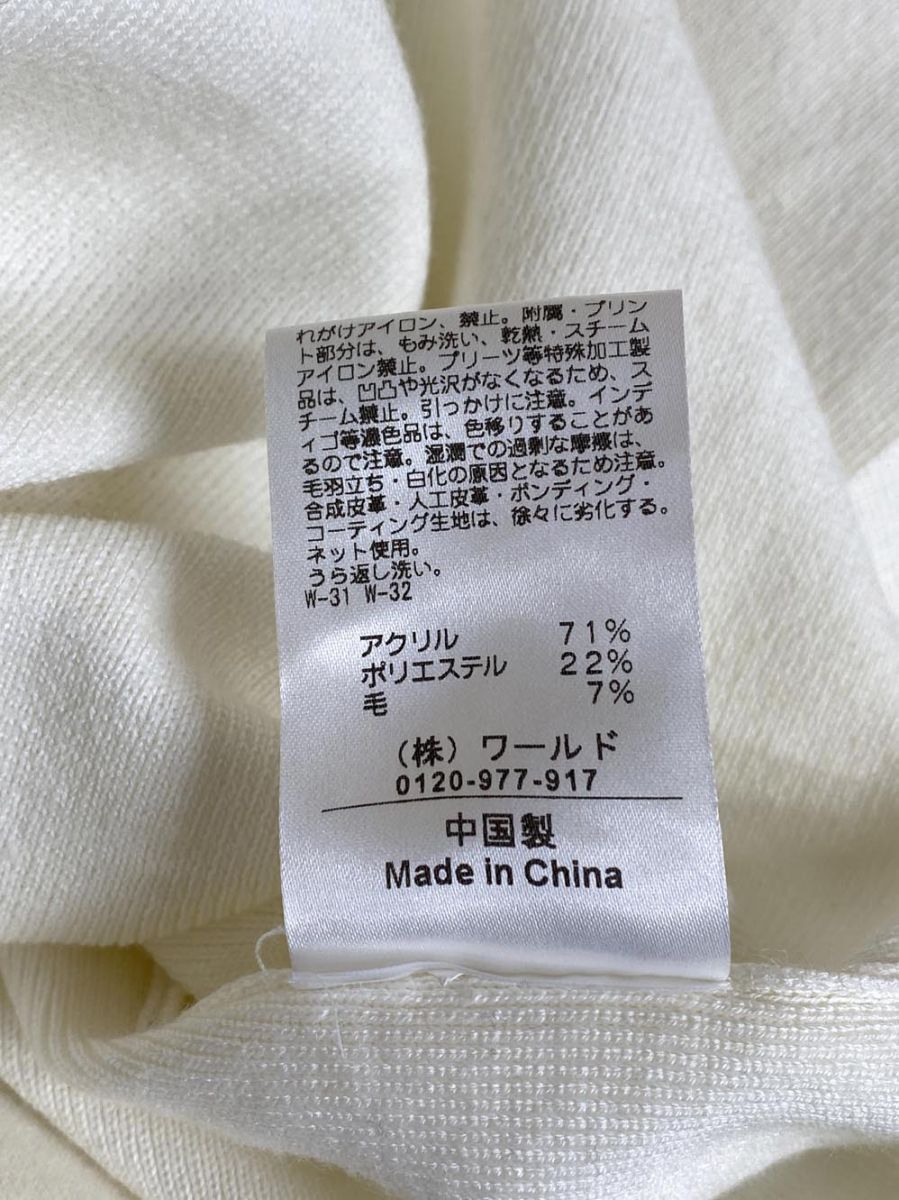 れがけアイロン、禁止。附属・プリン
ト部分は、もみ洗い、乾熱・スチーム
アイロン禁止。プリーツ等特殊加工製
品は、凹凸や光沢がなくなるため、ス
チーム禁止。引っかけに注意。インデ
ィゴ等濃色品は、色移りすることがあ
るので注意。湿潤での過剰な摩擦は、
毛羽立ち・白化の原因となるため注意。
合成皮革・人工皮革・ボンディング・
コーティング生地は、徐々に劣化する。
ネット使用。
うら返し洗い。
W-31 W-32
アクリル 71%
ポリエステル 22%
毛 7%
(株) ワールド
0120-977-917
中国製
Made in China